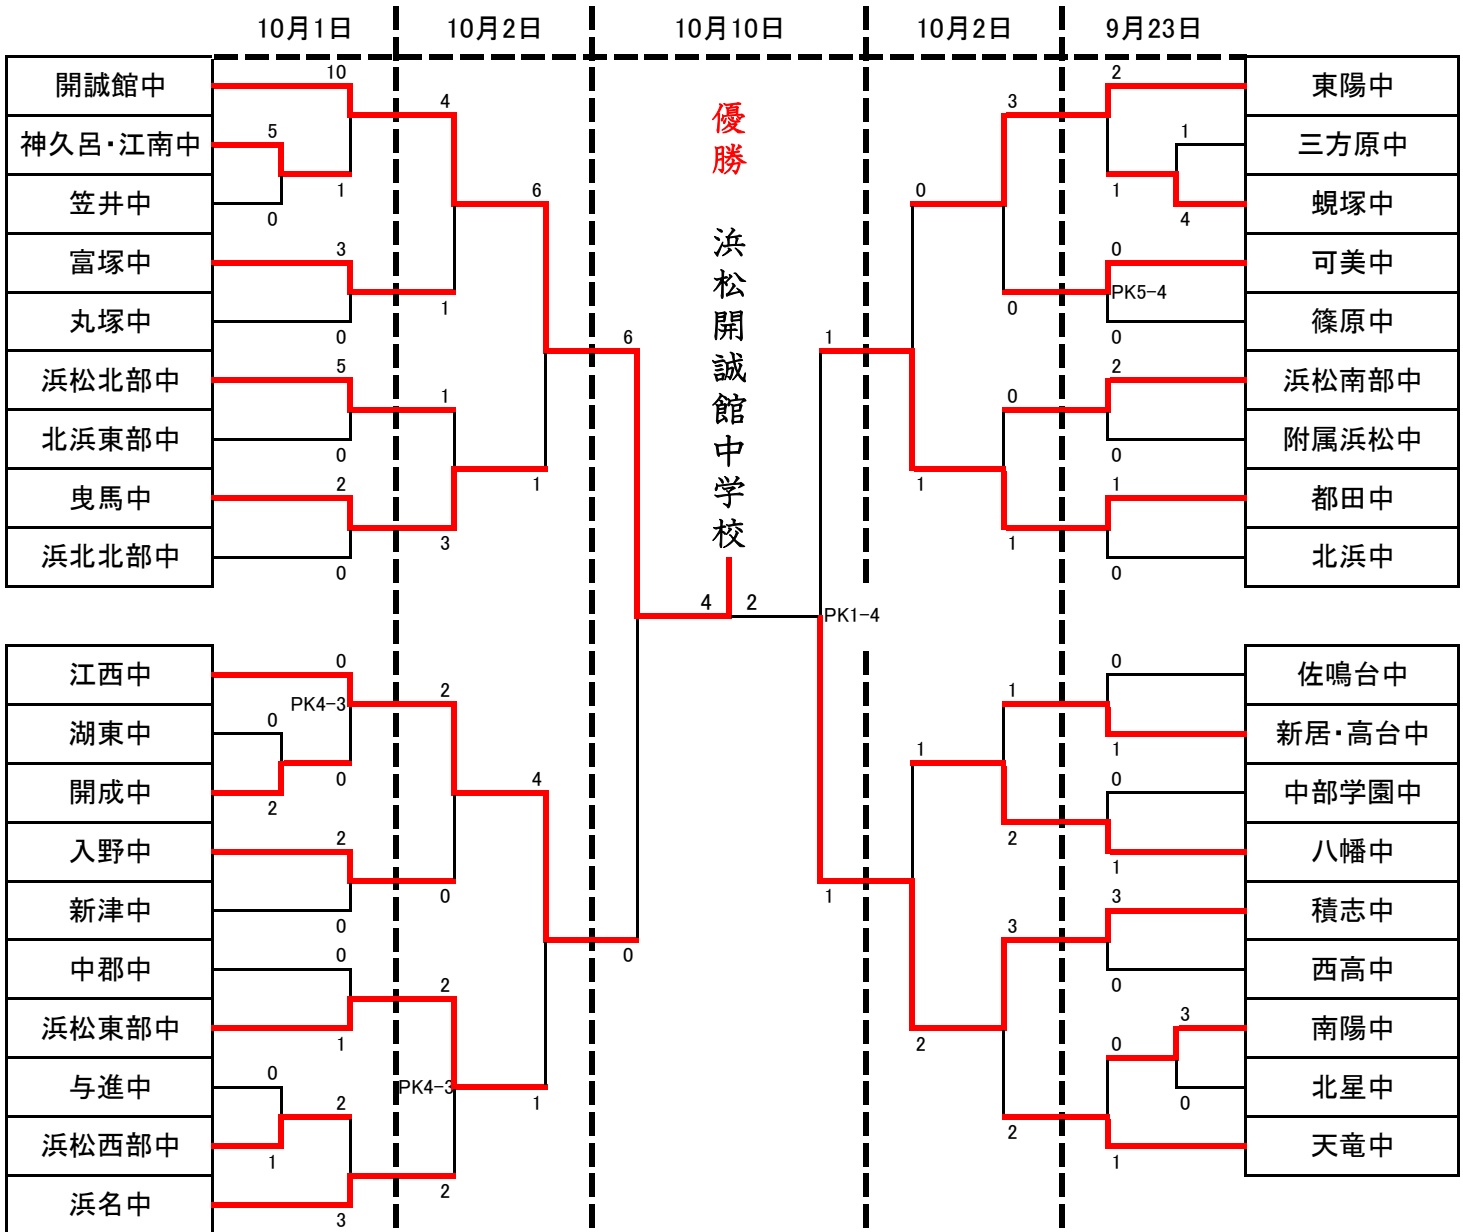 10月1日 10月2日 10月10日 10月2日 9月23日
開誠館中
神久呂・江南中
笠井中
富塚中
丸塚中
浜松北部中
北浜東部中
曳馬中
浜北北部中
江西中
湖東中
開成中
入野中
新津中
中郡中
浜松東部中
与進中
浜松西部中
浜名中
10
5
1
0
3
0
5
0
2
0
0
PK4-3
0
0
2
2
0
0
1
0
2
1
3
4
1
1
3
2
0
2
PK4-3
2
6
1
4
1
6
0
優勝
浜松開誠館中学校
4 2
1
PK1-4
1
0
1
1
2
3
0
0
1
1
2
3
2
2
1
1
4
0
PK5-4
0
2
0
1
0
0
1
0
1
3
0
3
0
0
1
東陽中
三方原中
蜆塚中
可美中
篠原中
浜松南部中
附属浜松中
都田中
北浜中
佐鳴台中
新居・高台中
中部学園中
八幡中
積志中
西高中
南陽中
北星中
天竜中